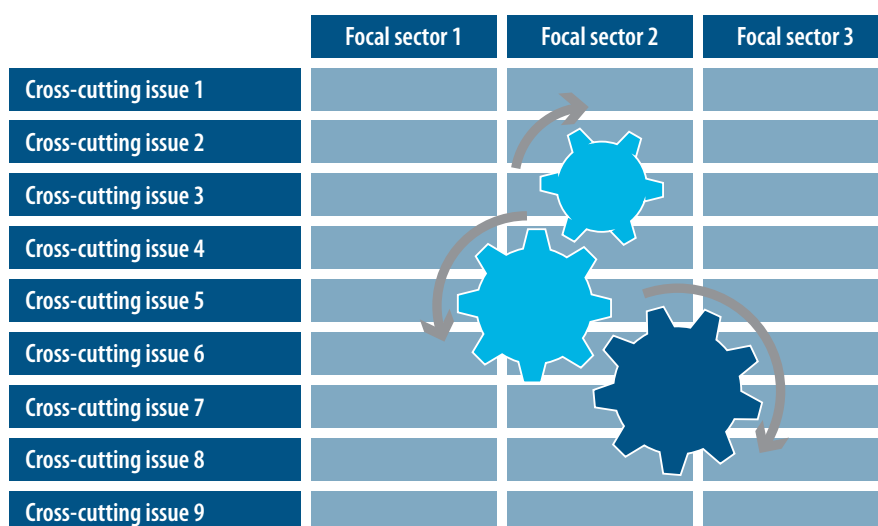 Focal sector 1 Focal sector 2 Focal sector 3
Cross-cutting issue 1
Cross-cutting issue 2
Cross-cutting issue 3
Cross-cutting issue 4
Cross-cutting issue 5
Cross-cutting issue 6
Cross-cutting issue 7
Cross-cutting issue 8
Cross-cutting issue 9